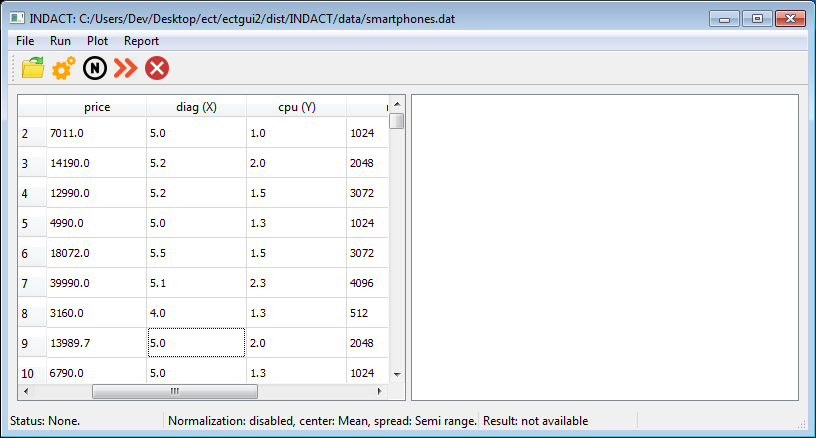 INDACT: C:/Users/Dev/Desktop/ect/ectgui2/dist/INDACT/data/smartphones.dat
File Run Plot Report
N
price diag (X) cpu (Y)
2 7011.0 5.0 1.0 1024
3 14190.0 5.2 2.0 2048
4 12990.0 5.2 1.5 3072
5 4990.0 5.0 1.3 1024
6 18072.0 5.5 1.5 3072
7 39990.0 5.1 2.3 4096
8 3160.0 4.0 1.3 512
9 13989.7 5.0 2.0 2048
10 6790.0 5.0 1.3 1024
Status: None. Normalization: disabled, center: Mean, spread: Semi range. Result: not available